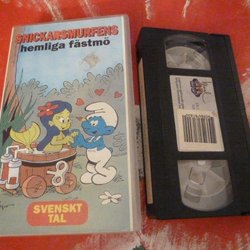 SNICKARSMURFENS
hemliga fästmö
SVENSKT
TAL